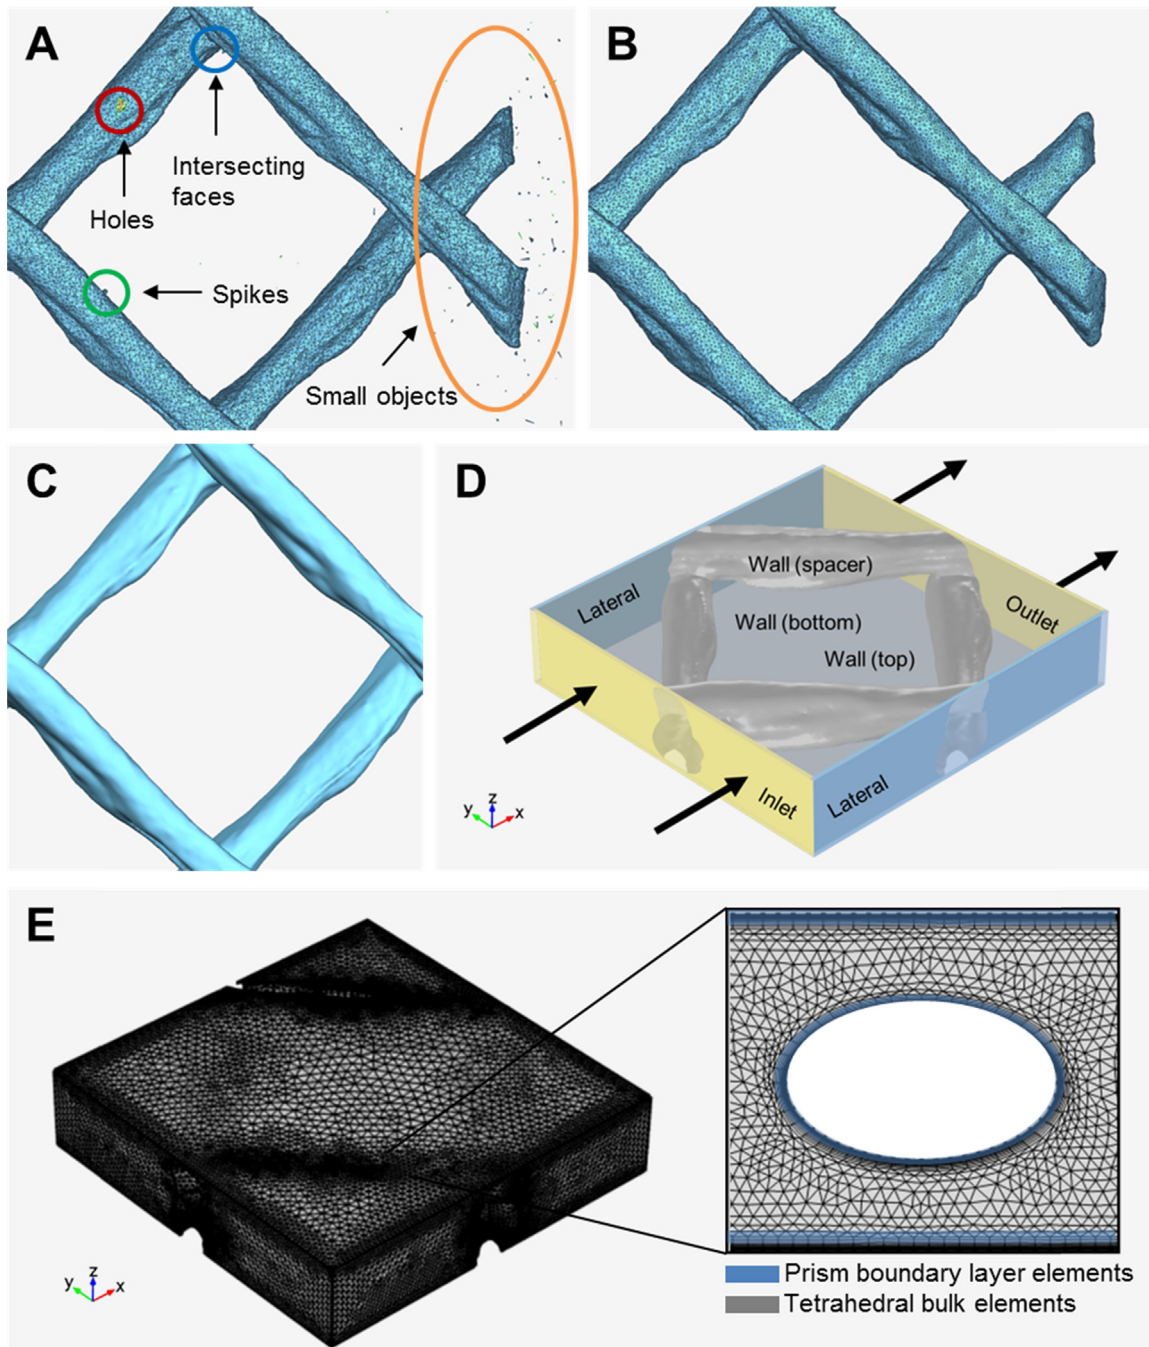 A
Intersecting
faces
Holes
Spikes
Small objects
B
C
D
Wall (spacer)
Lateral
Outlet
Wall (bottom)
Wall (top)
Inlet
Lateral
z
y
x
E
z
y
x
Prism boundary layer elements
Tetrahedral bulk elements